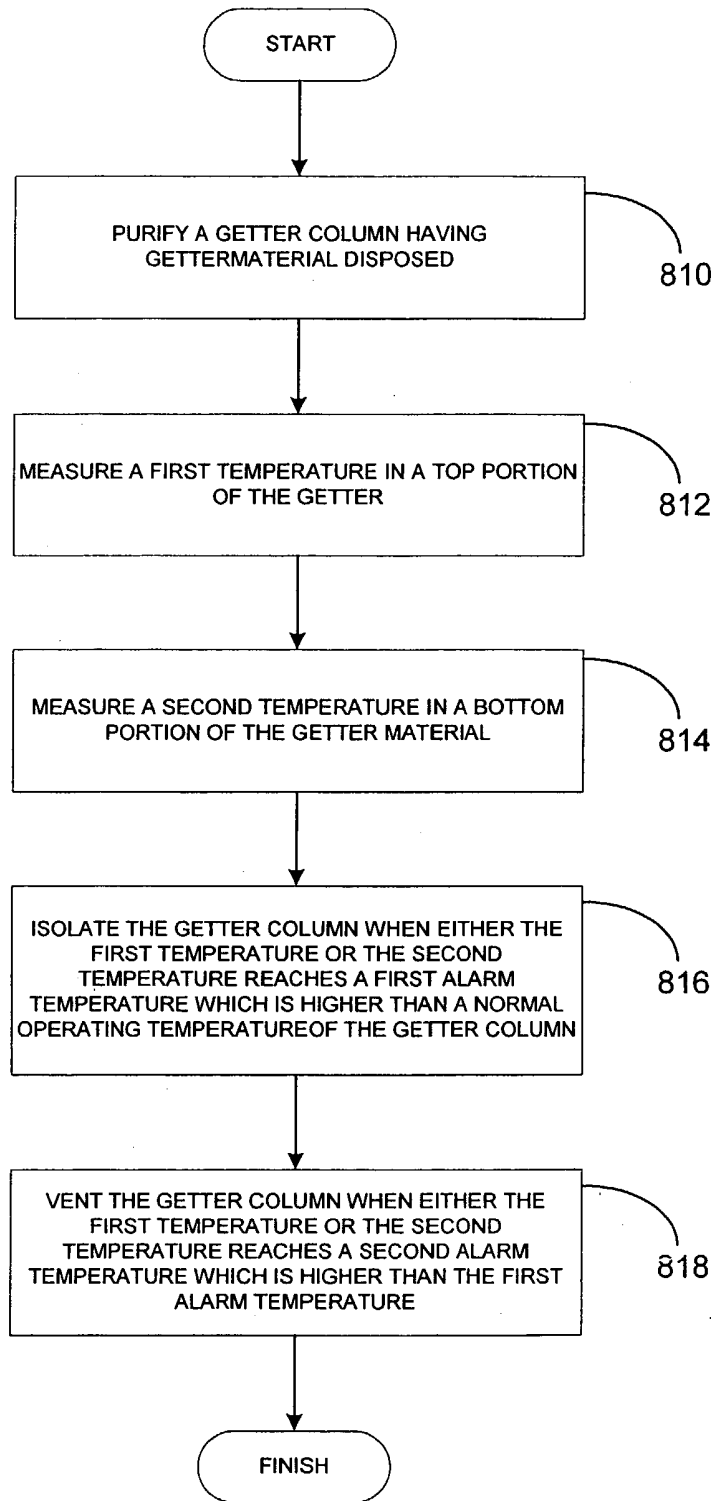 START
PURIFY A GETTER COLUMN HAVING
GETTERMATERIAL DISPOSED
810
MEASURE A FIRST TEMPERATURE IN A TOP PORTION
OF THE GETTER
812
MEASURE A SECOND TEMPERATURE IN A BOTTOM
PORTION OF THE GETTER MATERIAL
814
ISOLATE THE GETTER COLUMN WHEN EITHER THE
FIRST TEMPERATURE OR THE SECOND
TEMPERATURE REACHES A FIRST ALARM
TEMPERATURE WHICH IS HIGHER THAN A NORMAL
OPERATING TEMPERATUREOF THE GETTER COLUMN
816
VENT THE GETTER COLUMN WHEN EITHER THE
FIRST TEMPERATURE OR THE SECOND
TEMPERATURE REACHES A SECOND ALARM
TEMPERATURE WHICH IS HIGHER THAN THE FIRST
ALARM TEMPERATURE
818
FINISH